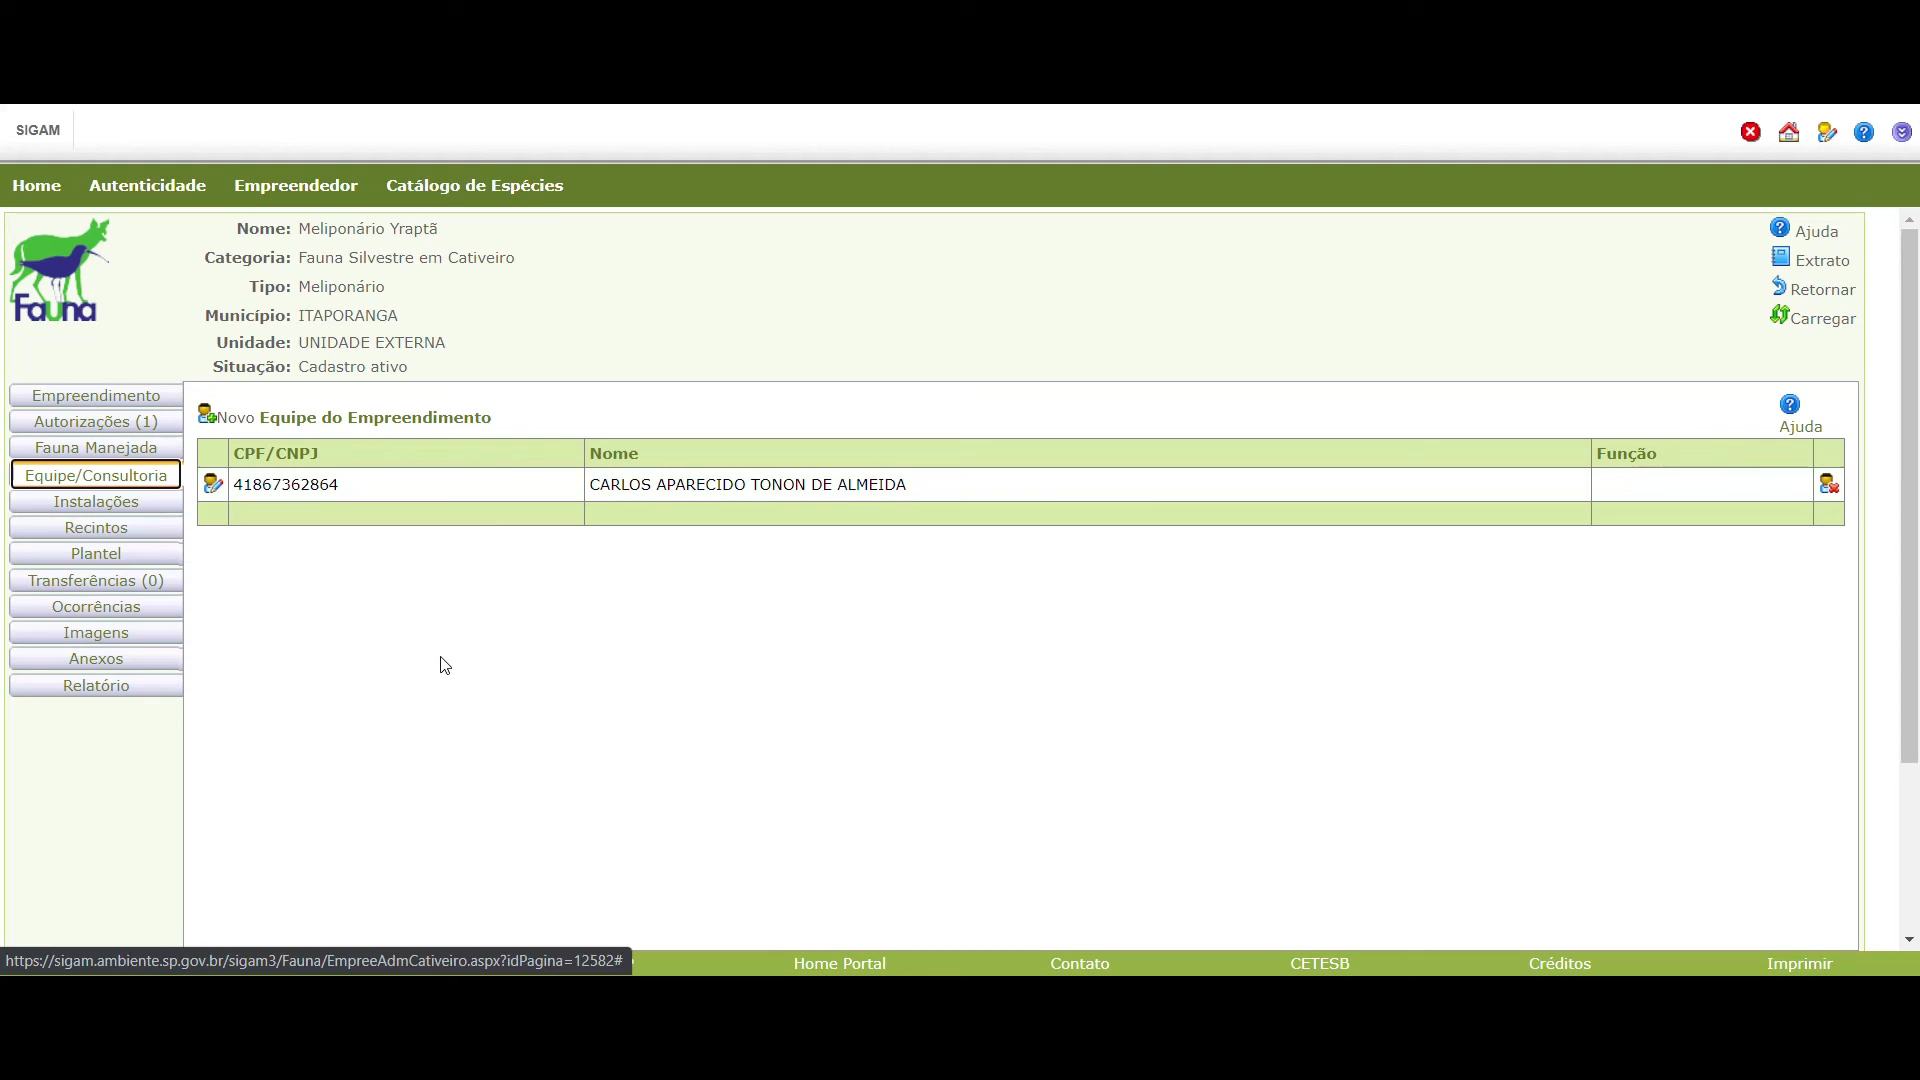 SIGAM
Home Autenticidade Empreendedor Catálogo de Espécies
Fauna
Nome: Meliponário Yraptã
Categoria: Fauna Silvestre em Cativeiro
Tipo: Meliponário
Município: ITAPORANGA
Unidade: UNIDADE EXTERNA
Situação: Cadastro ativo
Ajuda
Extrato
Retornar
Carregar
Empreendimento
Autorizações (1)
Fauna Manejada
Equipe/Consultoria
Instalações
Recintos
Plantel
Transferências (0)
Ocorrências
Imagens
Anexos
Relatório
Novo Equipe do Empreendimento
Ajuda
CPF/CNPJ Nome Função
41867362864 CARLOS APARECIDO TONON DE ALMEIDA
https://sigam.ambiente.sp.gov.br/sigam3/Fauna/EmpreeAdmCativeiro.aspx?idPagina=12582#
Home Portal Contato CETESB Créditos Imprimir